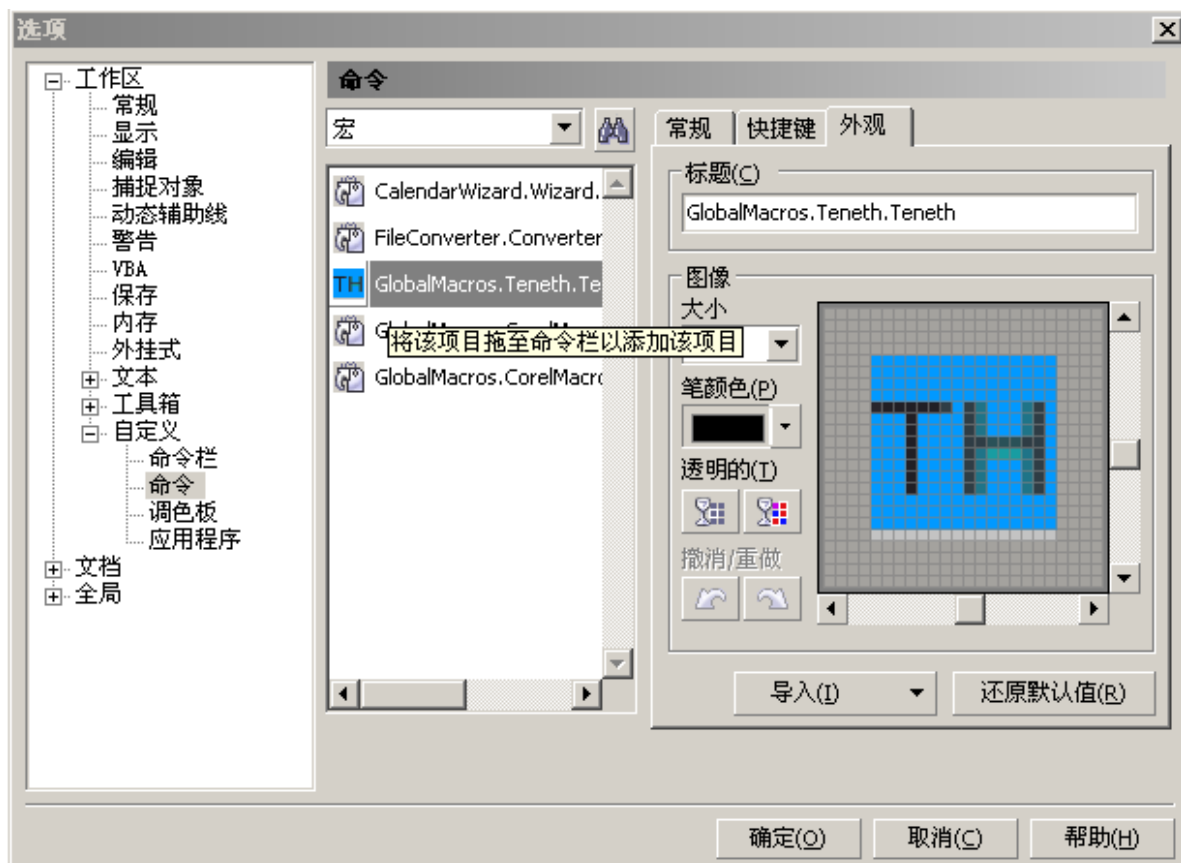 选项
工作区
常规
显示
编辑
捕捉对象
动态辅助线
警告
VBA
保存
内存
外挂式
文本
工具箱
自定义
命令栏
命令
调色板
应用程序
文档
全局
命令
宏
CalendarWizard.Wizard.
FileConverter.Converter
TH GlobalMacros.Teneth.Te
将该项目拖至命令栏以添加该项目
GlobalMacros.CorelMacro
常规 快捷键 外观
标题(C)
GlobalMacros.Teneth.Teneth
图像
大小
笔颜色(P)
透明的(T)
撤消/重做
TH
导入(I) 还原默认值(R)
确定(O) 取消(C) 帮助(H)